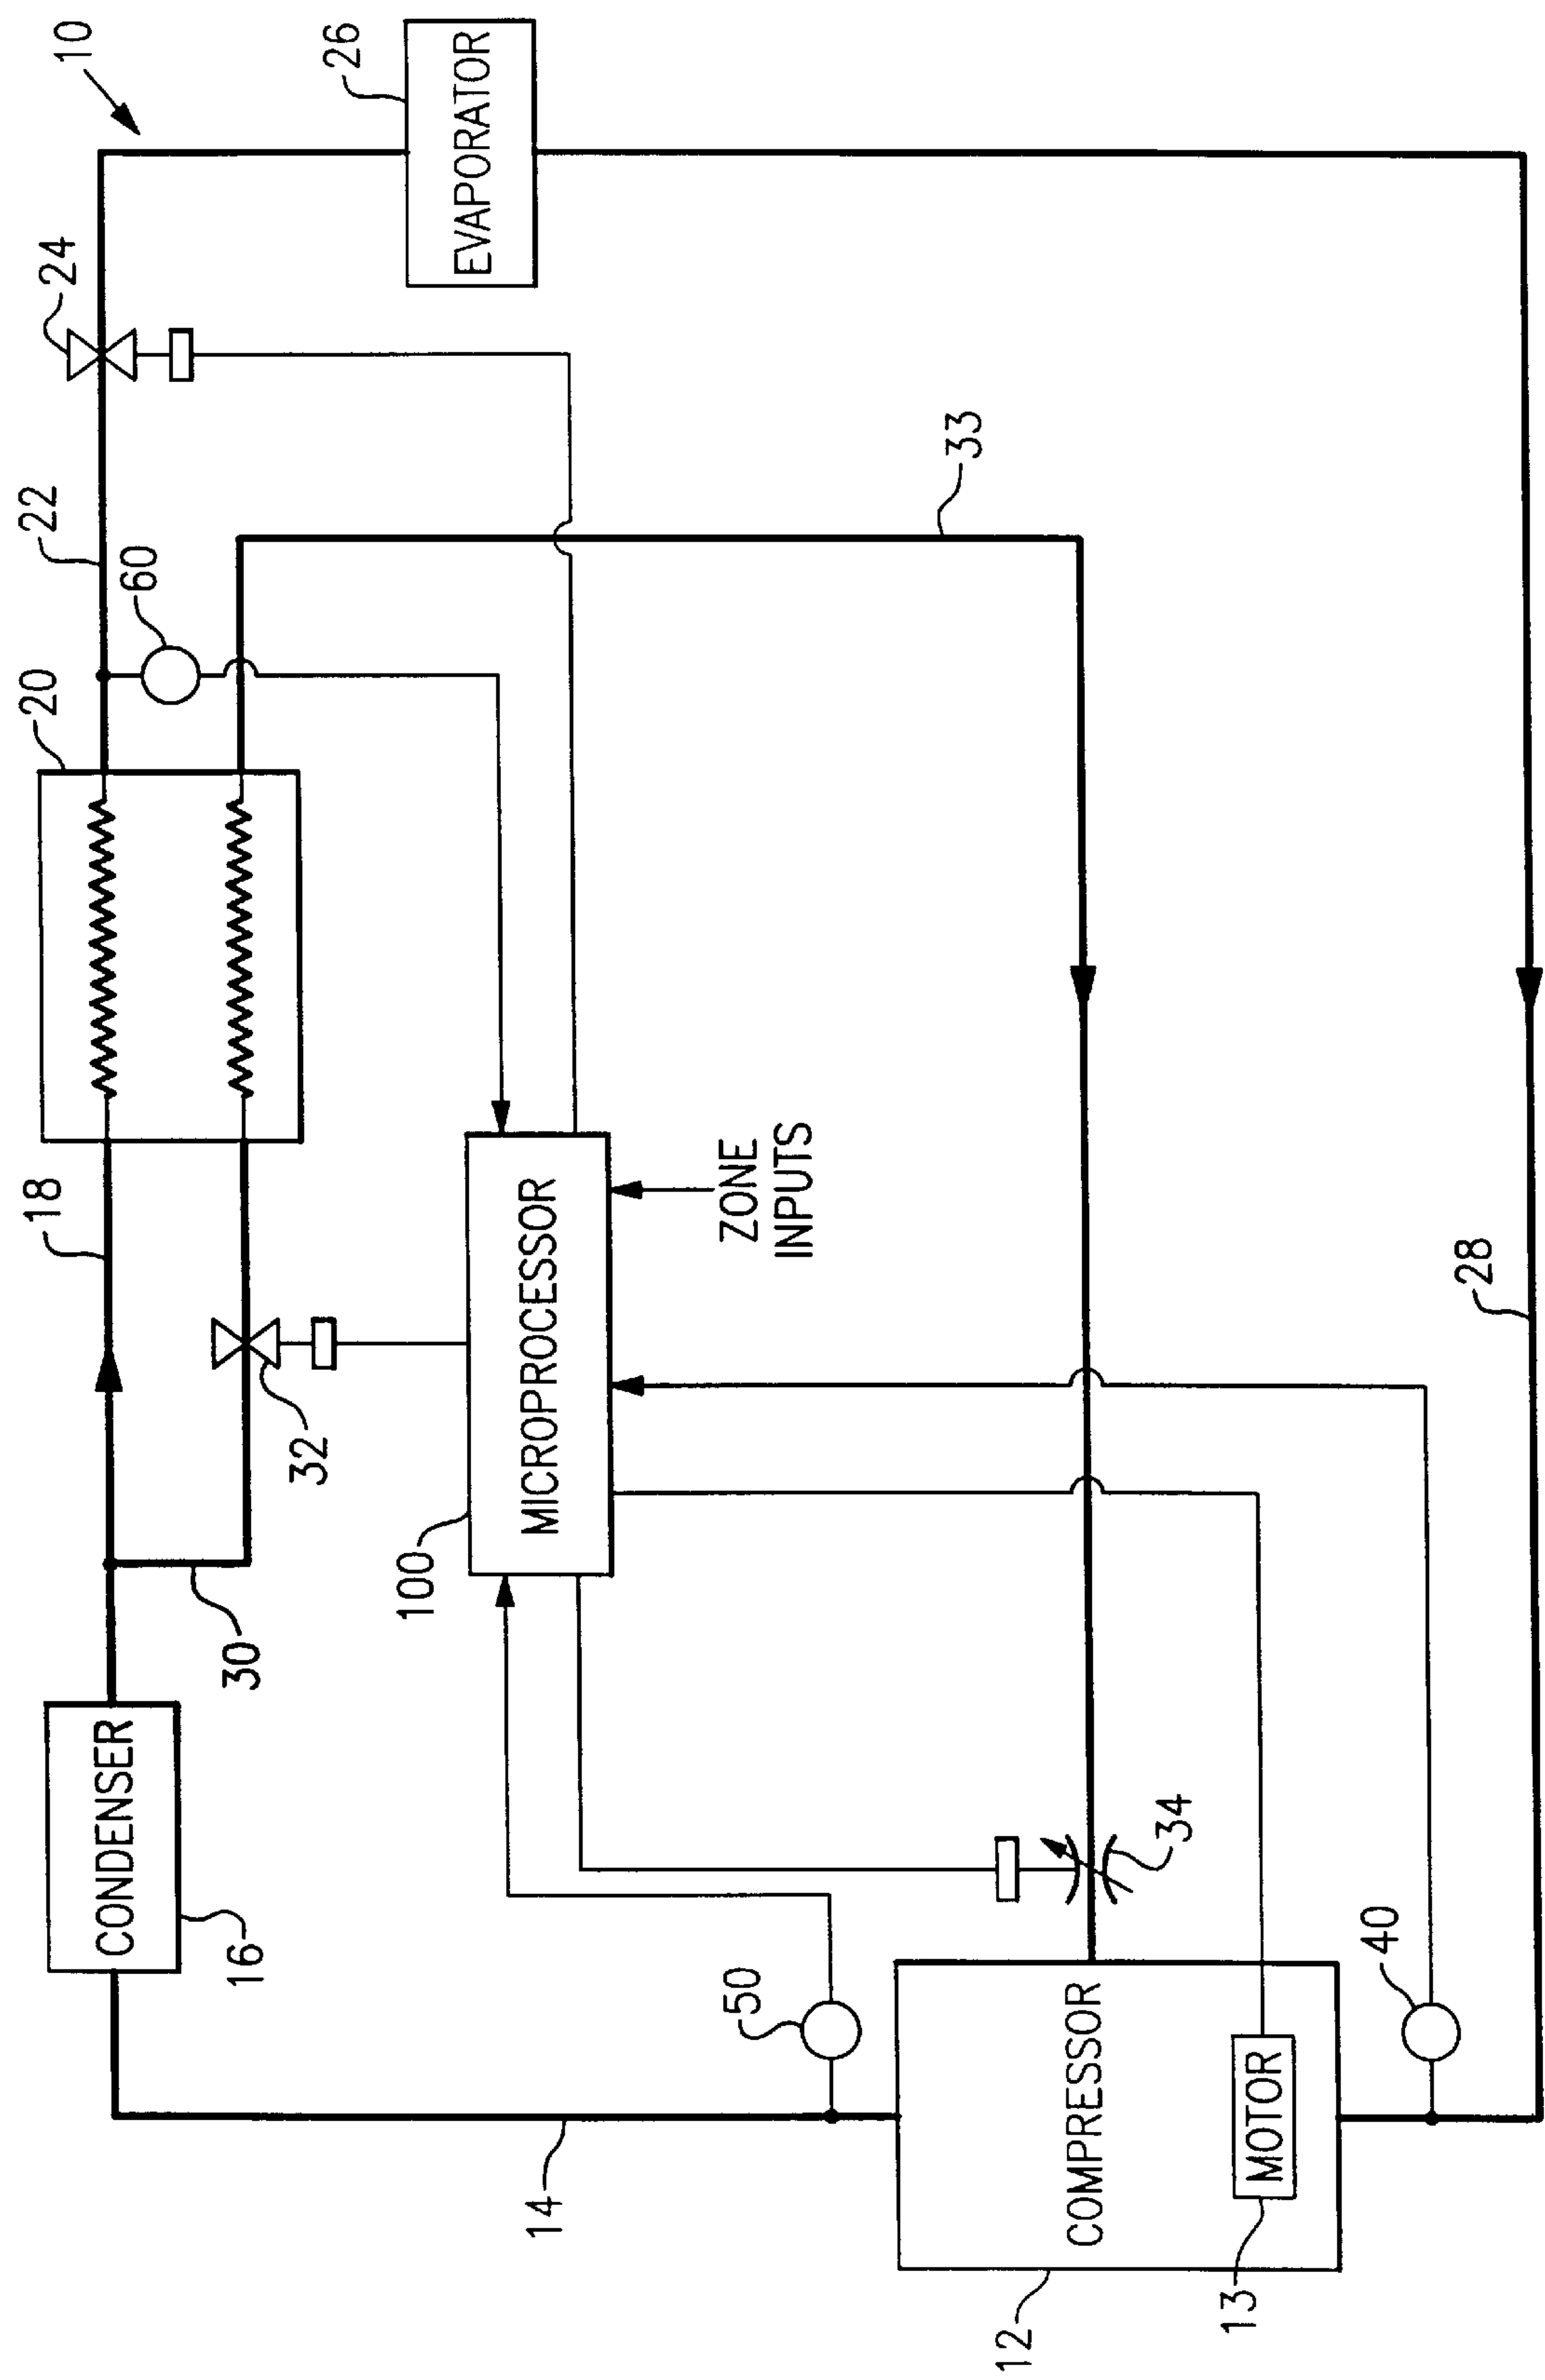 10
24
22
60
20
18
26
EVAPORATOR
33
32
30
100
MICROPROCESSOR
ZONE
INPUTS
CONDENSER
16
14
50
34
28
40
COMPRESSOR
MOTOR
12
13